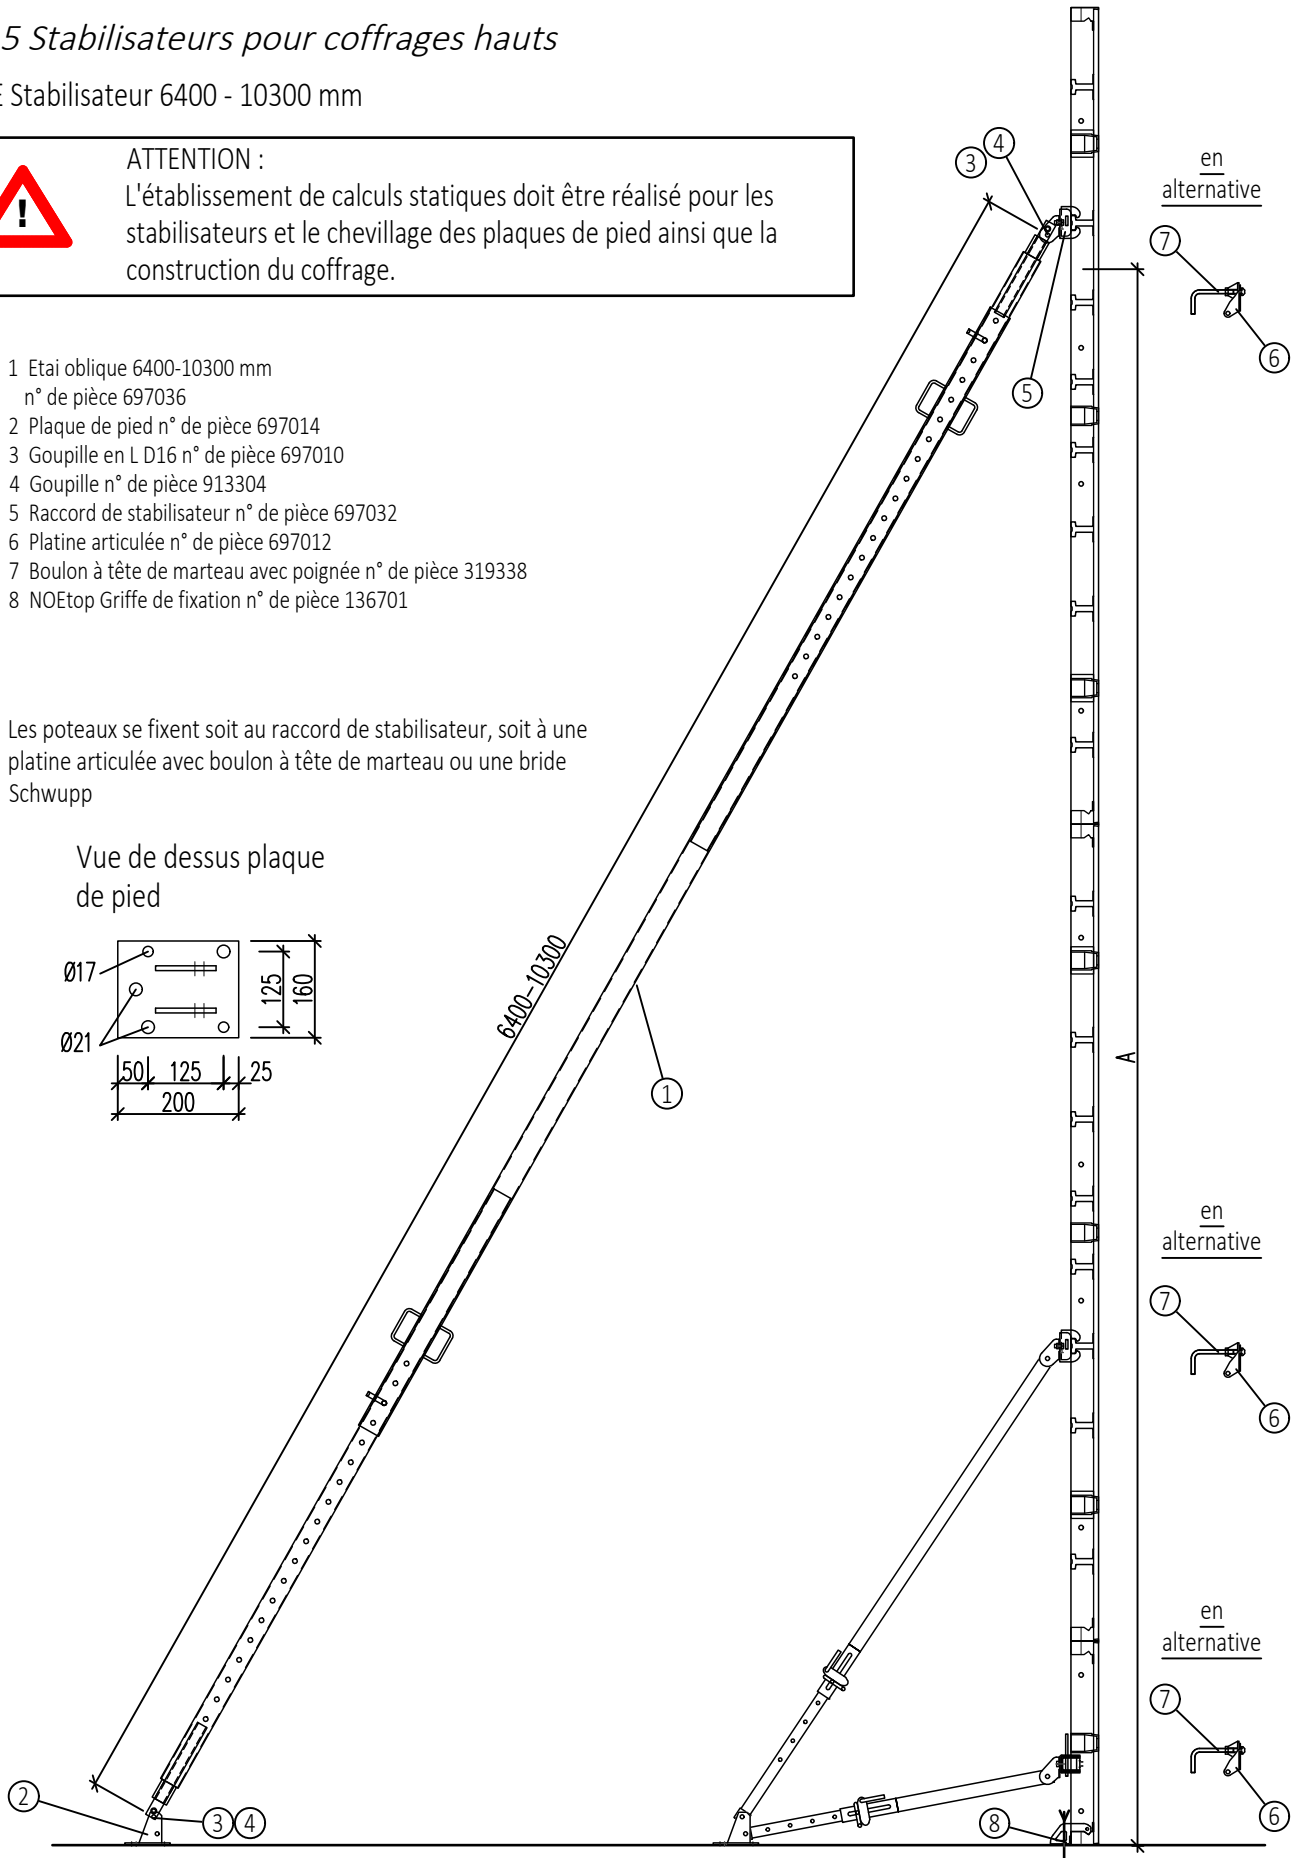 5 Stabilisateurs pour coffrages hauts
E Stabilisateur 6400 - 10300 mm
ATTENTION :
L'établissement de calculs statiques doit être réalisé pour les
stabilisateurs et le chevillage des plaques de pied ainsi que la
construction du coffrage.
!
1 Etai oblique 6400-10300 mm
n° de pièce 697036
2 Plaque de pied n° de pièce 697014
3 Goupille en L D16 n° de pièce 697010
4 Goupille n° de pièce 913304
5 Raccord de stabilisateur n° de pièce 697032
6 Platine articulée n° de pièce 697012
7 Boulon à tête de marteau avec poignée n° de pièce 319338
8 NOEtop Griffe de fixation n° de pièce 136701
Les poteaux se fixent soit au raccord de stabilisateur, soit à une
platine articulée avec boulon à tête de marteau ou une bride
Schwupp
Vue de dessus plaque
de pied
Ø17
Ø21
125
160
50
125
25
200
6400-10300
1
2
3
4
3
4
5
A
8
en
alternative
7
6
en
alternative
7
6
en
alternative
7
6